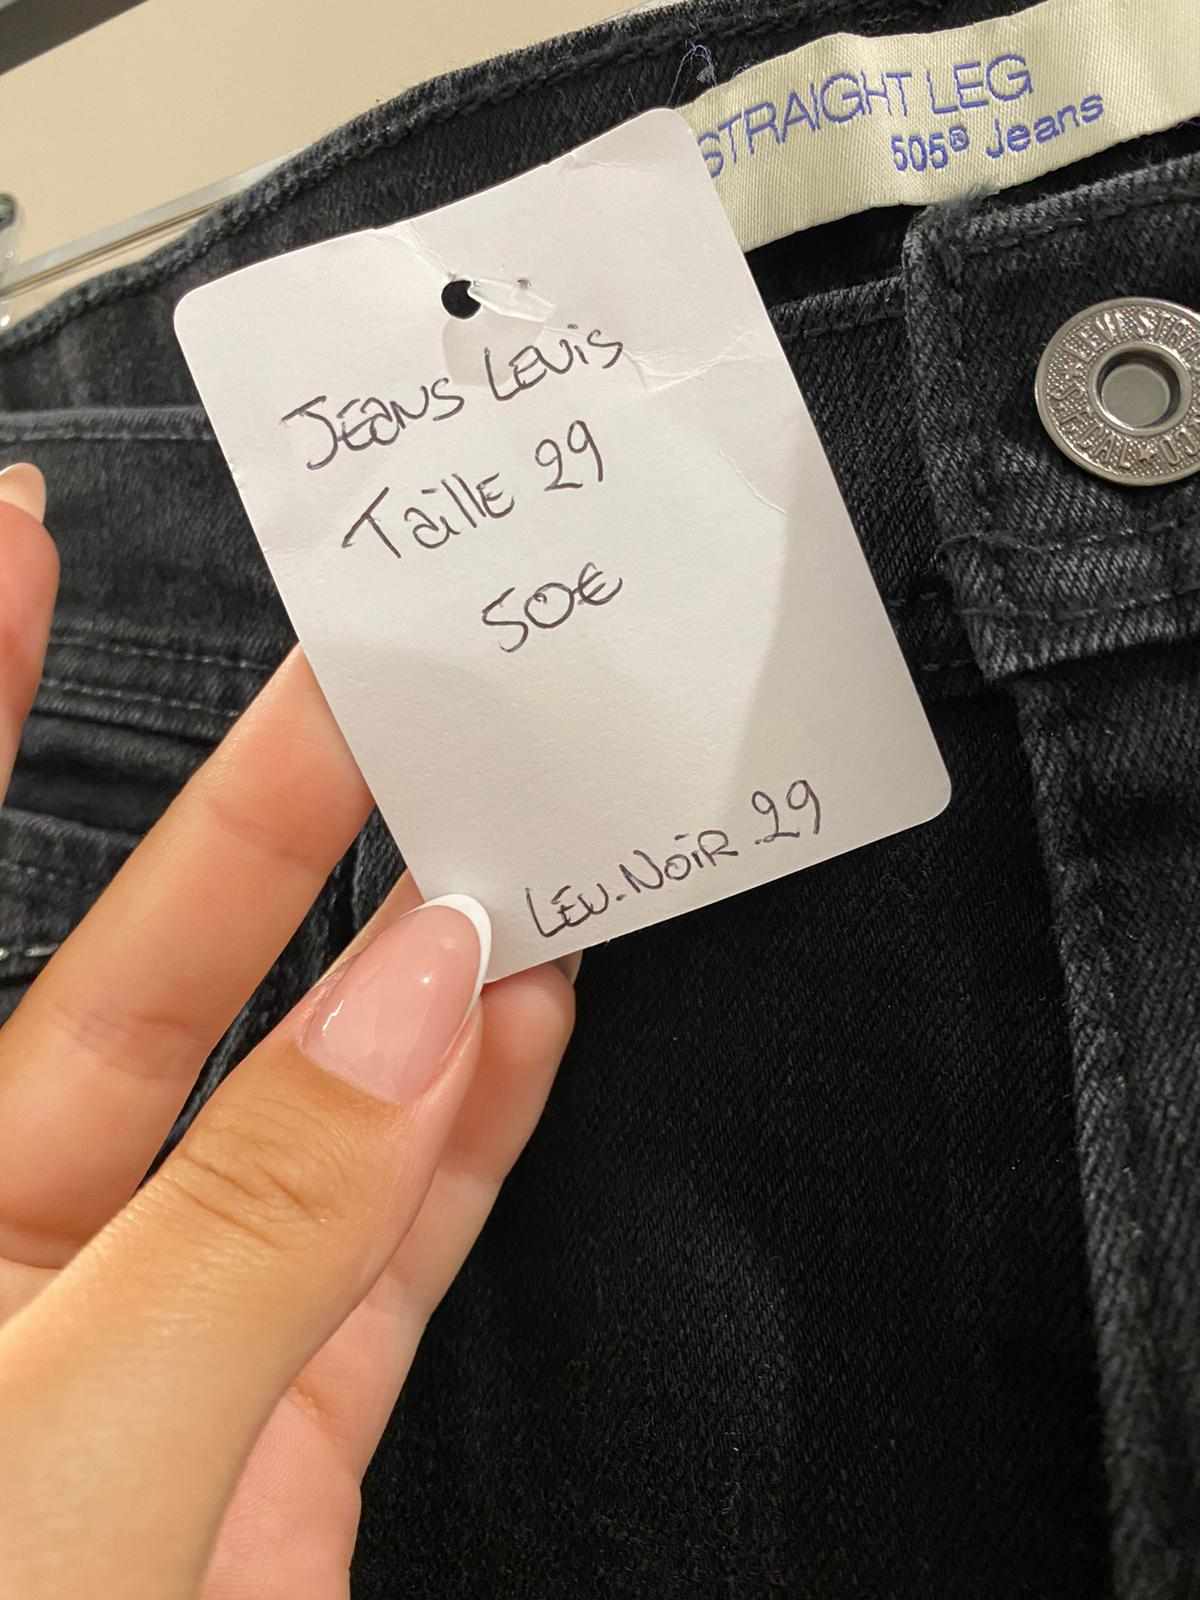 STRAIGHT LEG
505® Jeans
JEANS LEVIS
TaillE 29
50€
LEV.NOIR.29